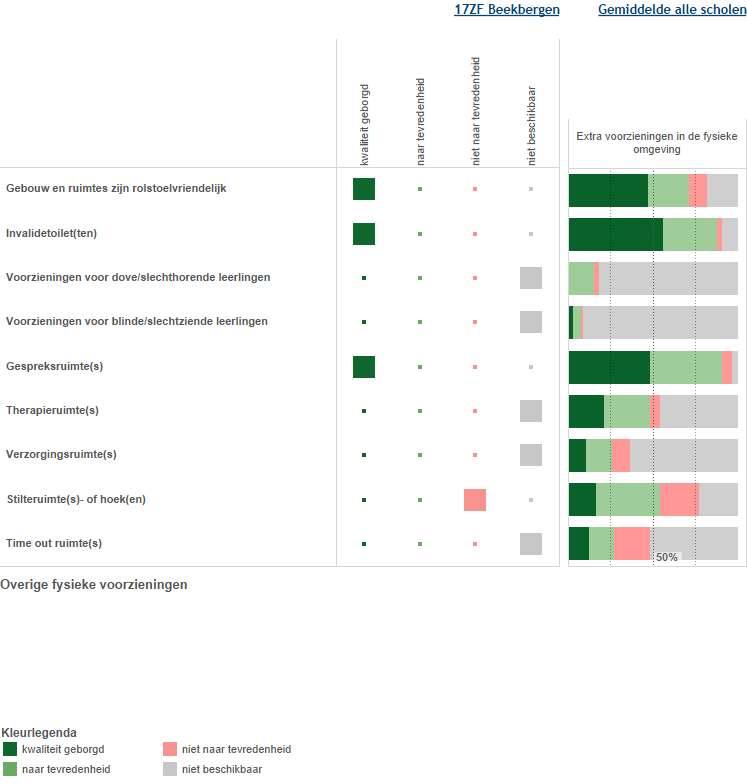 17ZF Beekbergen
Gemiddelde alle scholen
kwaliteit geborgd
naar tevredenheid
niet naar tevredenheid
niet beschikbaar
Extra voorzieningen in de fysieke
omgeving
Gebouw en ruimtes zijn rolstoelvriendelijk
Invalidetoilet(ten)
Voorzieningen voor dove/slechthorende leerlingen
Voorzieningen voor blinde/slechtziende leerlingen
Gespreksruimte(s)
Therapieruimte(s)
Verzorgingsruimte(s)
Stilteruimte(s)- of hoek(en)
Time out ruimte(s)
50%
Overige fysieke voorzieningen
Kleurlegenda
kwaliteit geborgd
niet naar tevredenheid
naar tevredenheid
niet beschikbaar